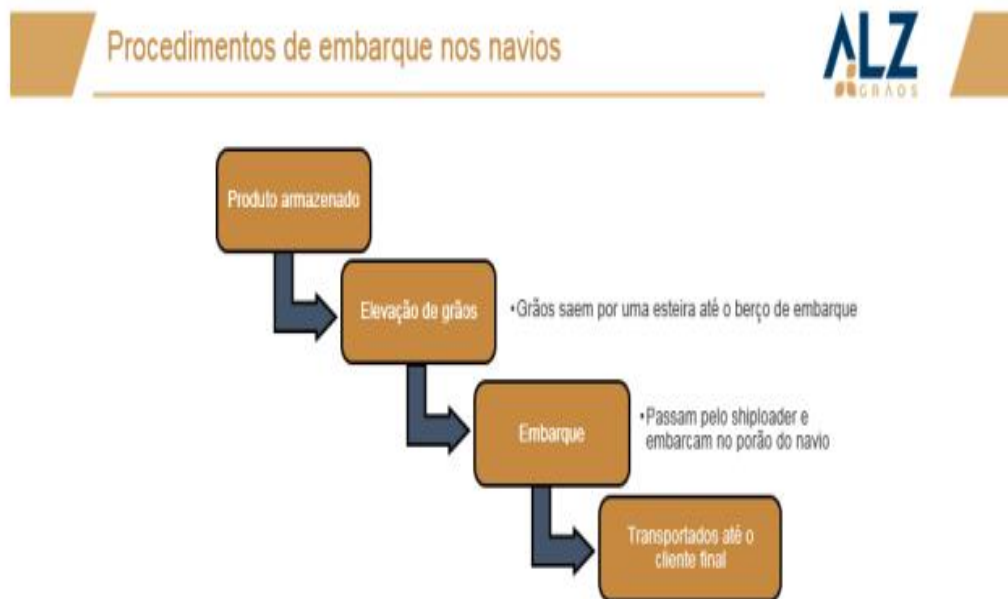 Procedimentos de embarque nos navios
ALZ
GRÃOS
Produto armazenado
Elevação de grãos
•Grãos saem por uma esteira até o berço de embarque
Embarque
•Passam pelo shiploader e
embarcam no porão do navio
Transportados até o
cliente final